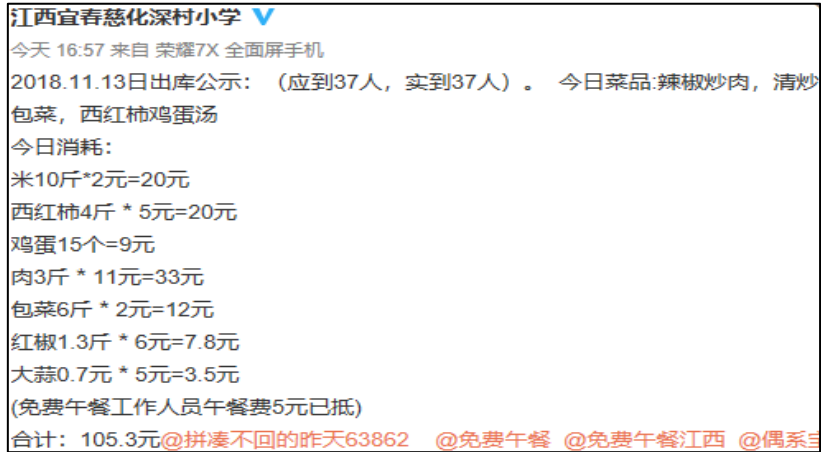 江西宜春慈化深村小学
今天 16:57 来自 荣耀7X 全面屏手机
2018.11.13日出库公示：（应到37人，实到37人）。 今日菜品:辣椒炒肉，清炒
包菜，西红柿鸡蛋汤
今日消耗：
米10斤*2元=20元
西红柿4斤 * 5元=20元
鸡蛋15个=9元
肉3斤 * 11元=33元
包菜6斤 * 2元=12元
红椒1.3斤 * 6元=7.8元
大蒜0.7元 * 5元=3.5元
(免费午餐工作人员午餐费5元已抵)
合计：105.3元@拼凑不回的昨天63862 @免费午餐 @免费午餐江西 @偶系